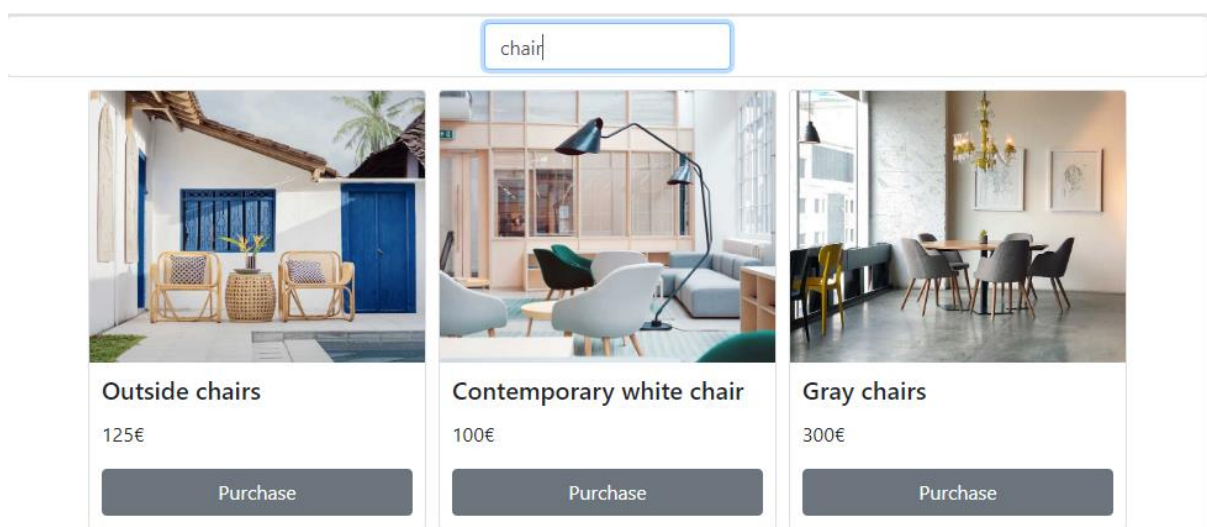 chair
Outside chairs
Contemporary white chair
Gray chairs
125€
100€
300€
Purchase
Purchase
Purchase